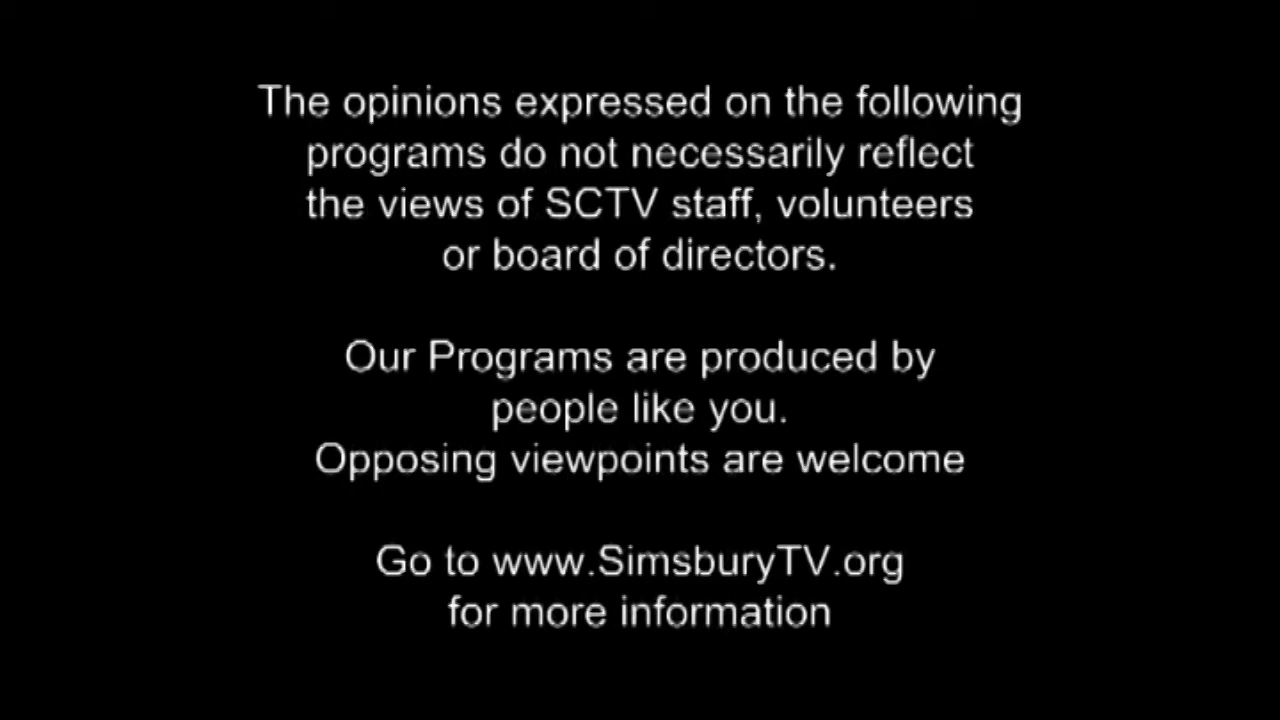 The opinions expressed on the following
programs do not necessarily reflect
the views of SCTV staff, volunteers
or board of directors.
Our Programs are produced by
people like you.
Opposing viewpoints are welcome
Go to www.SimsburyTV.org
for more information